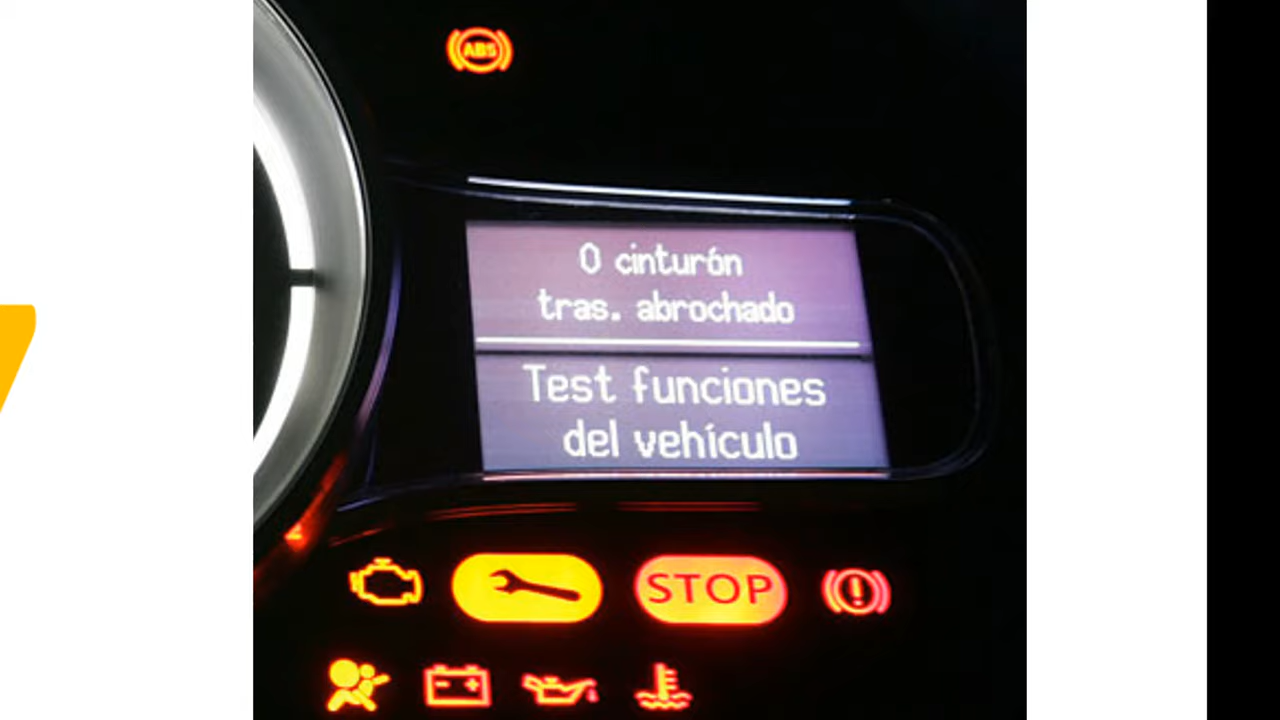 ABS
0 cinturón
tras. abrochado
Test funciones
del vehículo
STOP